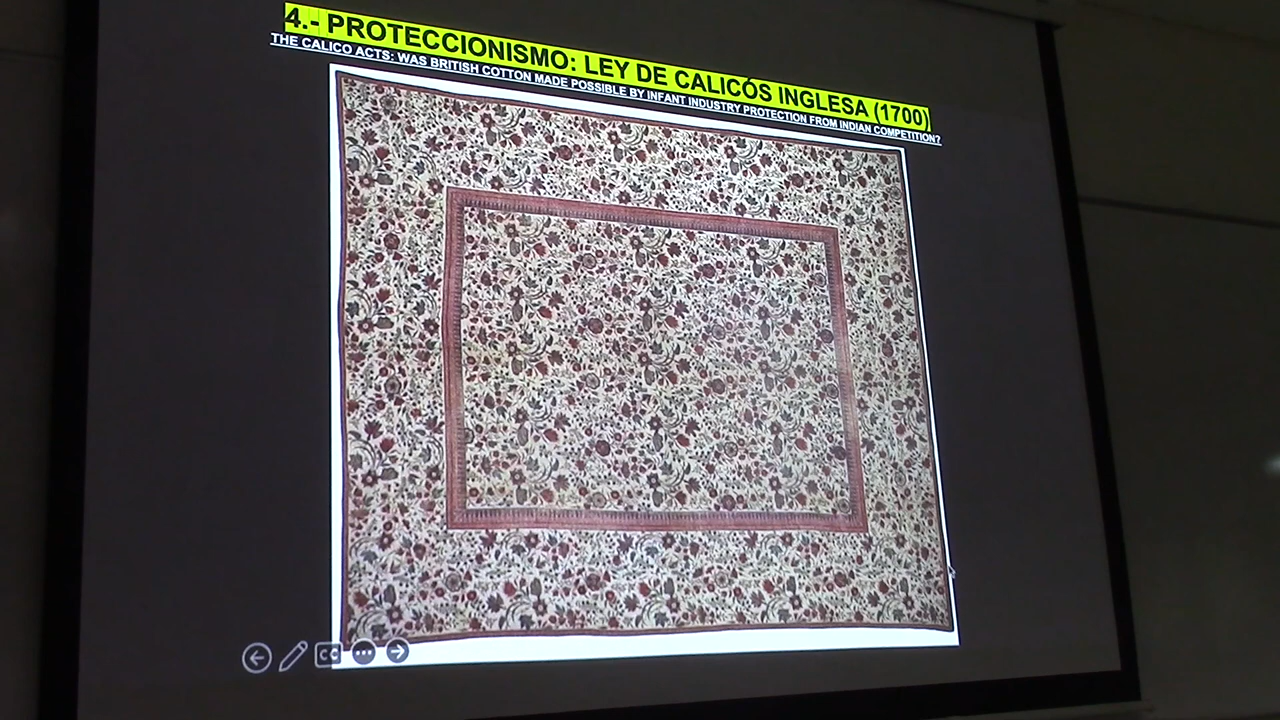 4.- PROTECCIONISMO: LEY DE CALICÓS INGLESA (1700)
THE CALICO ACTS: WAS BRITISH COTTON MADE POSSIBLE BY INFANT INDUSTRY PROTECTION FROM INDIAN COMPETITION?
CC